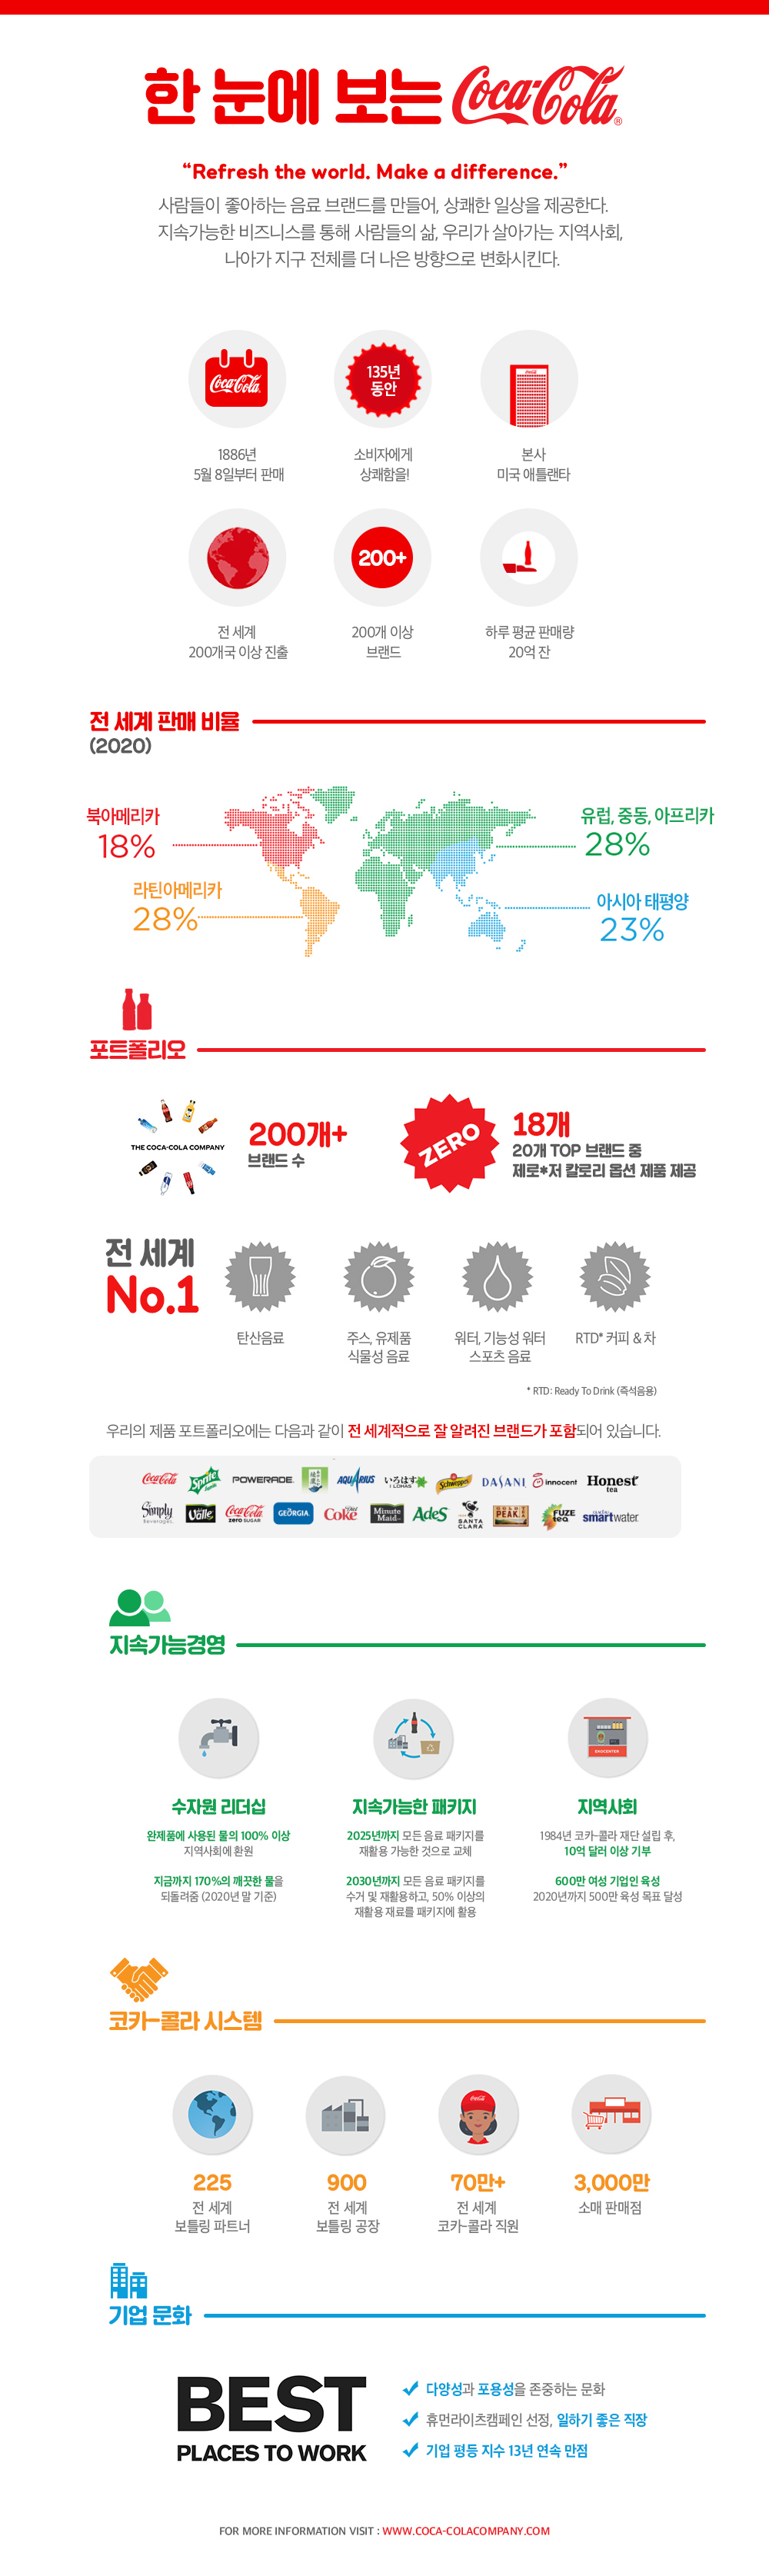 한 눈에 보는 Coca-Cola ®
“Refresh the world. Make a difference.”
사람들이 좋아하는 음료 브랜드를 만들어, 상쾌한 일상을 제공한다.
지속가능한 비즈니스를 통해 사람들의 삶, 우리가 살아가는 지역사회,
나아가 지구 전체를 더 나은 방향으로 변화시킨다.
Coca-Cola
135년
동안
1886년
5월 8일부터 판매
소비자에게
상쾌함을!
본사
미국 애틀랜타
200+
전 세계
200개국 이상 진출
200개 이상
브랜드
하루 평균 판매량
20억 잔
전 세계 판매 비율
(2020)
북아메리카
18%
유럽, 중동, 아프리카
28%
라틴아메리카
28%
아시아 태평양
23%
포트폴리오
THE COCA-COLA COMPANY
200개+
브랜드 수
ZERO
18개
20개 TOP 브랜드 중
제로*저 칼로리 옵션 제품 제공
전 세계
No.1
탄산음료
주스, 유제품
식물성 음료
워터, 기능성 워터
스포츠 음료
RTD* 커피 & 차
* RTD: Ready To Drink (즉석음용)
우리의 제품 포트폴리오에는 다음과 같이 전 세계적으로 잘 알려진 브랜드가 포함되어 있습니다.
Coca-Cola Sprite POWERADE AQUARIUS いろはす I LOHAS Schweppes DASANI innocent Honest tea
Simply Beverages del Valle Coca-Cola ZERO SUGAR GEORGIA Diet Coke Minute Maid AdeS SANTA CLARA GOLD PEAK FUZE tea smartwater
지속가능경영
EKOCENTER
수자원 리더십
완제품에 사용된 물의 100% 이상
지역사회에 환원
지금까지 170%의 깨끗한 물을
되돌려줌 (2020년 말 기준)
지속가능한 패키지
2025년까지 모든 음료 패키지를
재활용 가능한 것으로 교체
2030년까지 모든 음료 패키지를
수거 및 재활용하고, 50% 이상의
재활용 재료를 패키지에 활용
지역사회
1984년 코카-콜라 재단 설립 후,
10억 달러 이상 기부
600만 여성 기업인 육성
2020년까지 500만 육성 목표 달성
코카-콜라 시스템
225
전 세계
보틀링 파트너
900
전 세계
보틀링 공장
70만+
전 세계
코카-콜라 직원
3,000만
소매 판매점
기업 문화
BEST
PLACES TO WORK
다양성과 포용성을 존중하는 문화
휴먼라이츠캠페인 선정, 일하기 좋은 직장
기업 평등 지수 13년 연속 만점
FOR MORE INFORMATION VISIT : WWW.COCA-COLACOMPANY.COM